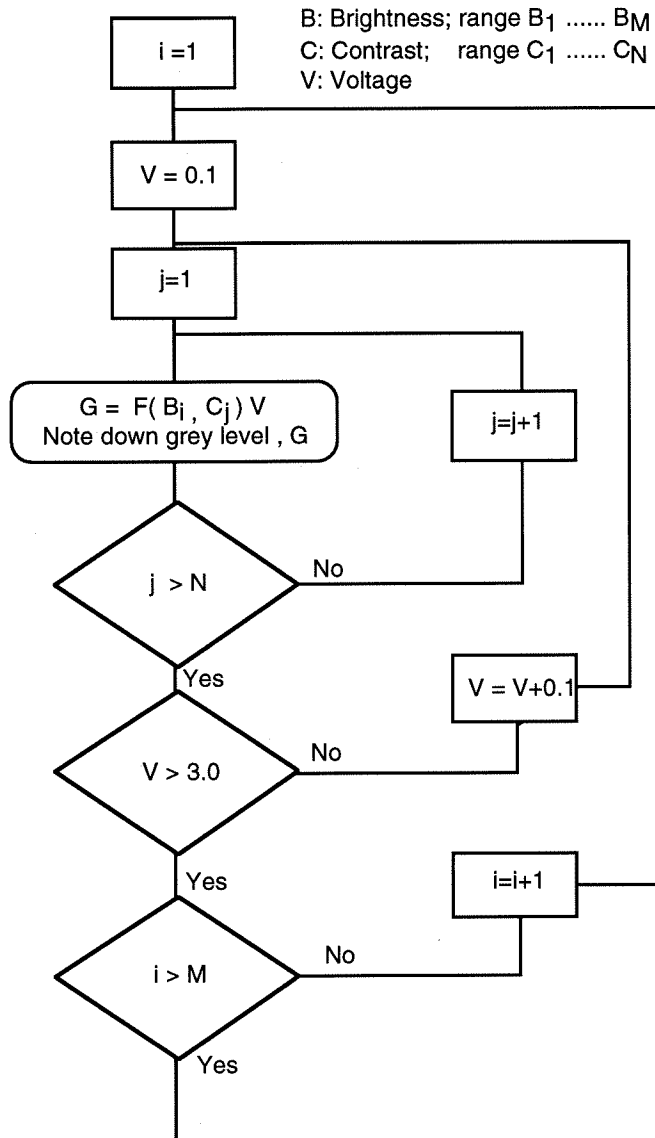 B: Brightness; range B1 ...... BM
C: Contrast; range C1 ...... CN
V: Voltage
i =1
V = 0.1
j=1
G = F( Bi , Cj ) V
Note down grey level , G
j=j+1
j > N
No
Yes
V = V+0.1
V > 3.0
No
Yes
i=i+1
i > M
No
Yes